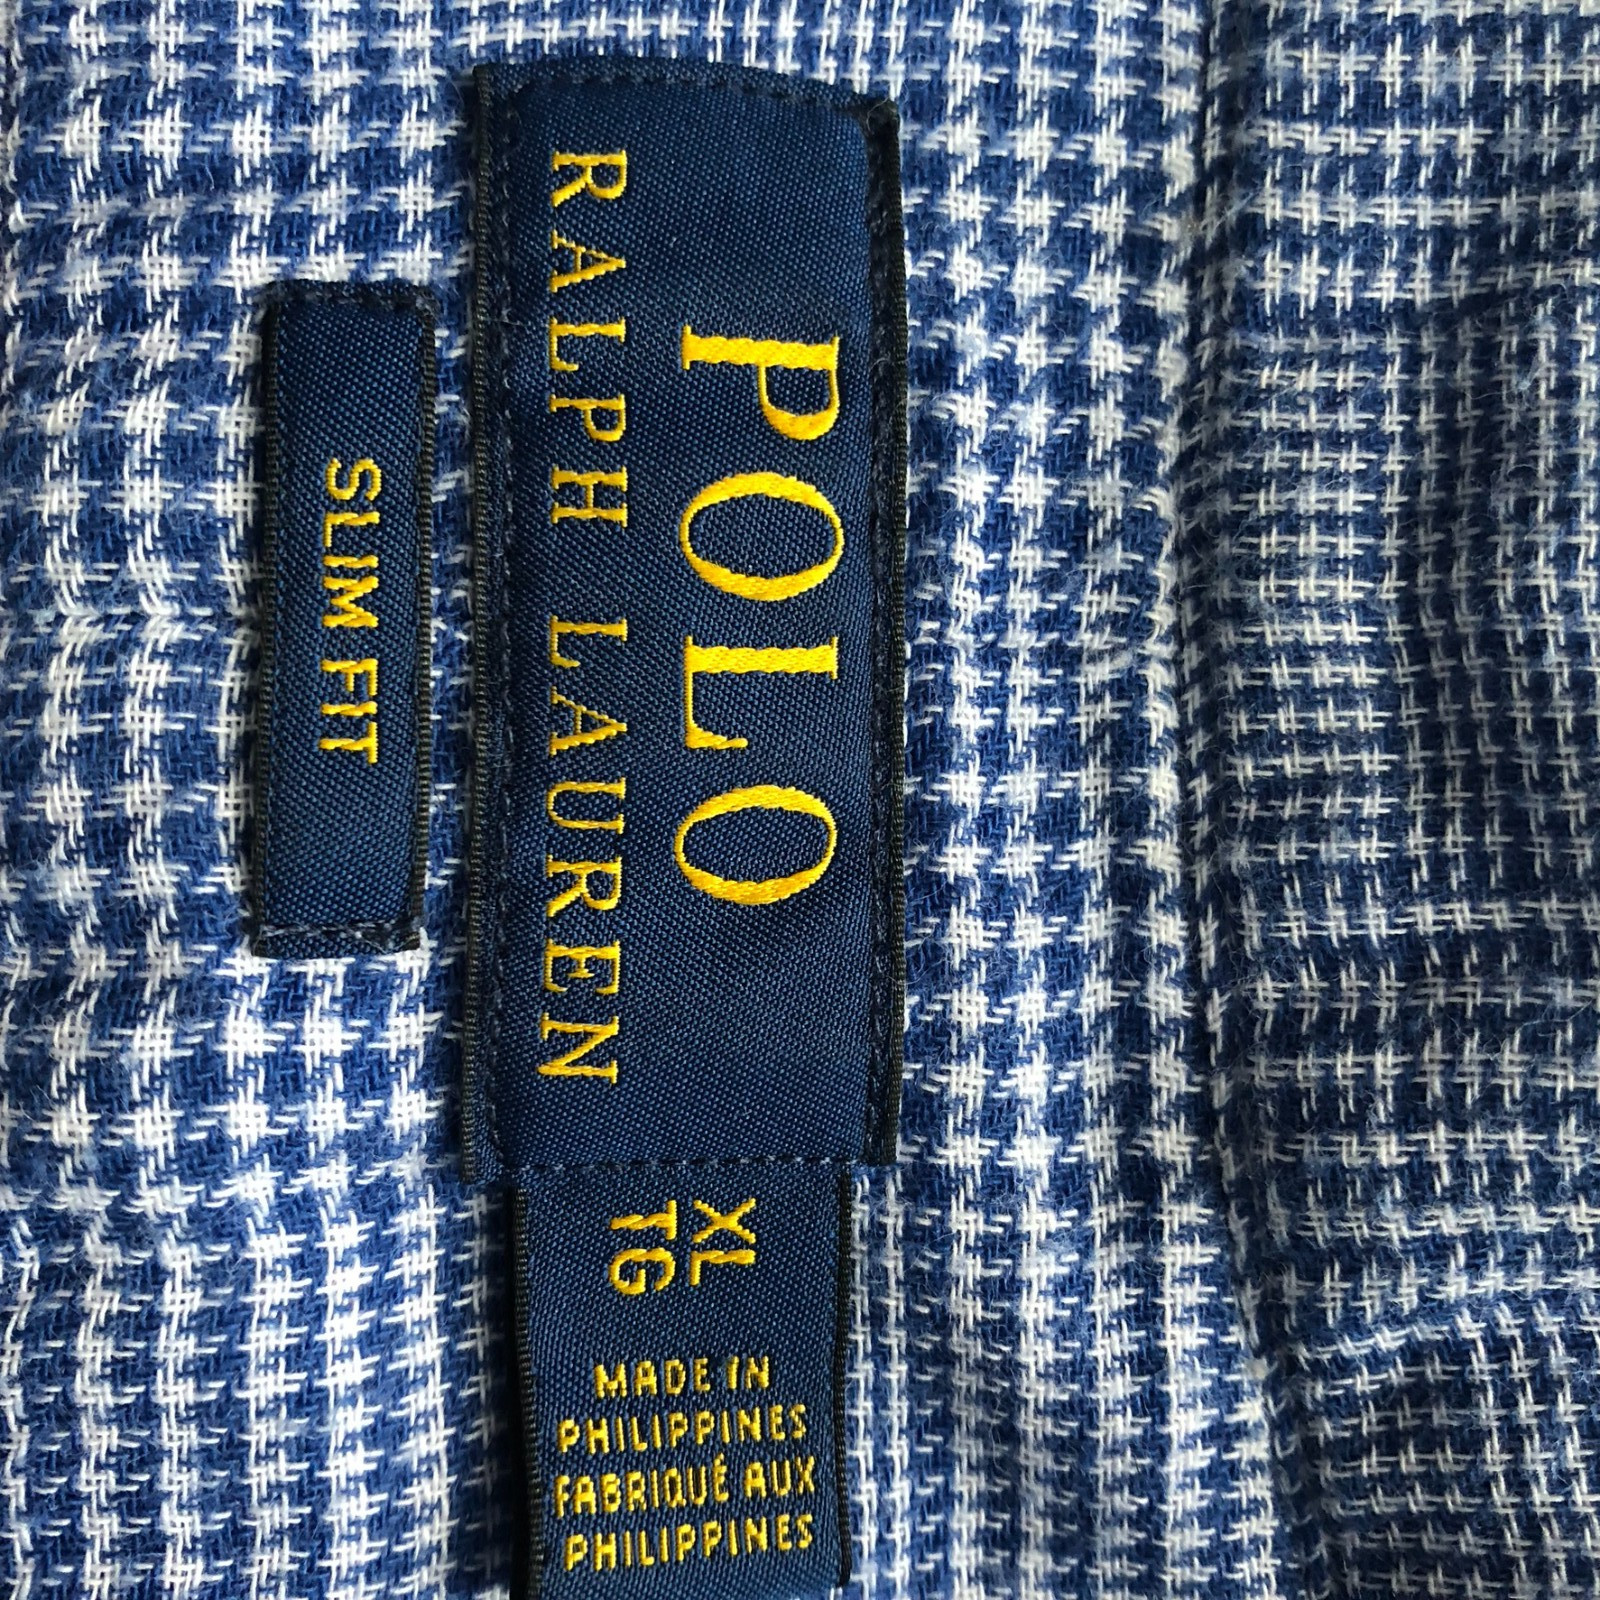 POLO
RALPH LAUREN
SLIM FIT
XL
TG
MADE IN
PHILIPPINES
FABRIQUÉ AUX
PHILIPPINES